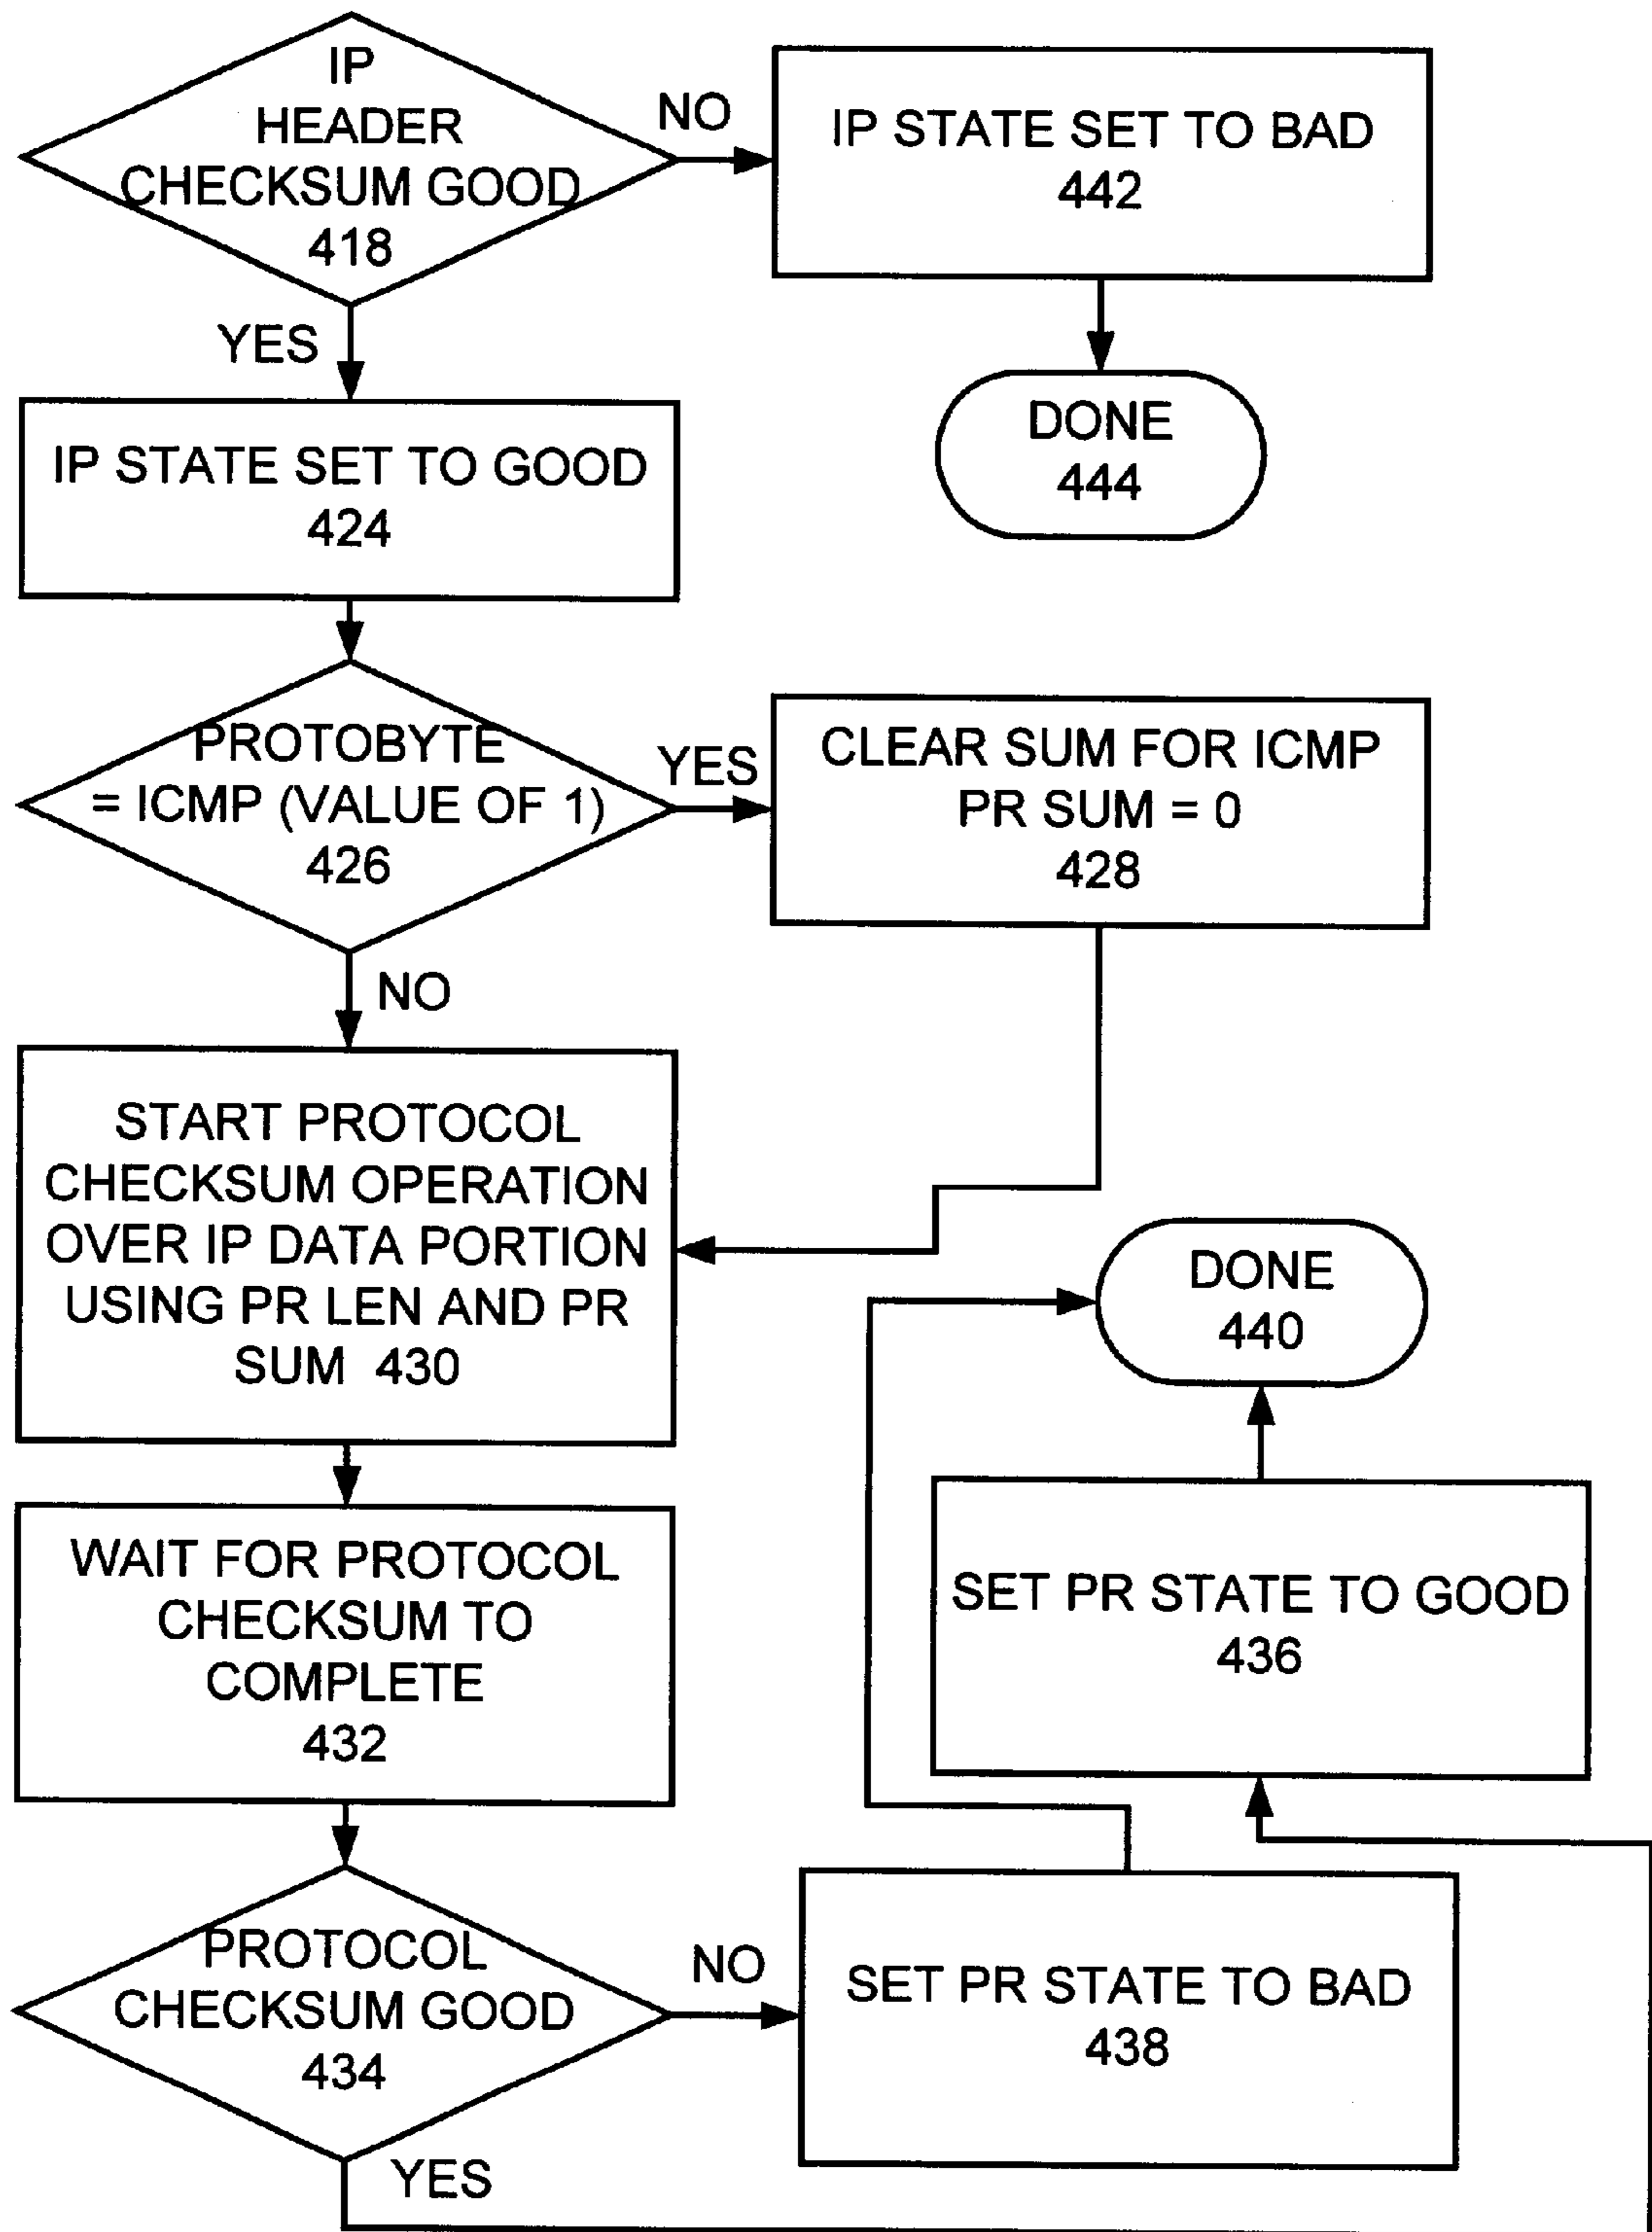 IP
HEADER
CHECKSUM GOOD
418
NO
IP STATE SET TO BAD
442
YES
DONE
444
IP STATE SET TO GOOD
424
PROTOBYTE
= ICMP (VALUE OF 1)
426
YES
CLEAR SUM FOR ICMP
PR SUM = 0
428
NO
START PROTOCOL
CHECKSUM OPERATION
OVER IP DATA PORTION
USING PR LEN AND PR
SUM 430
DONE
440
WAIT FOR PROTOCOL
CHECKSUM TO
COMPLETE
432
SET PR STATE TO GOOD
436
PROTOCOL
CHECKSUM GOOD
434
NO
SET PR STATE TO BAD
438
YES